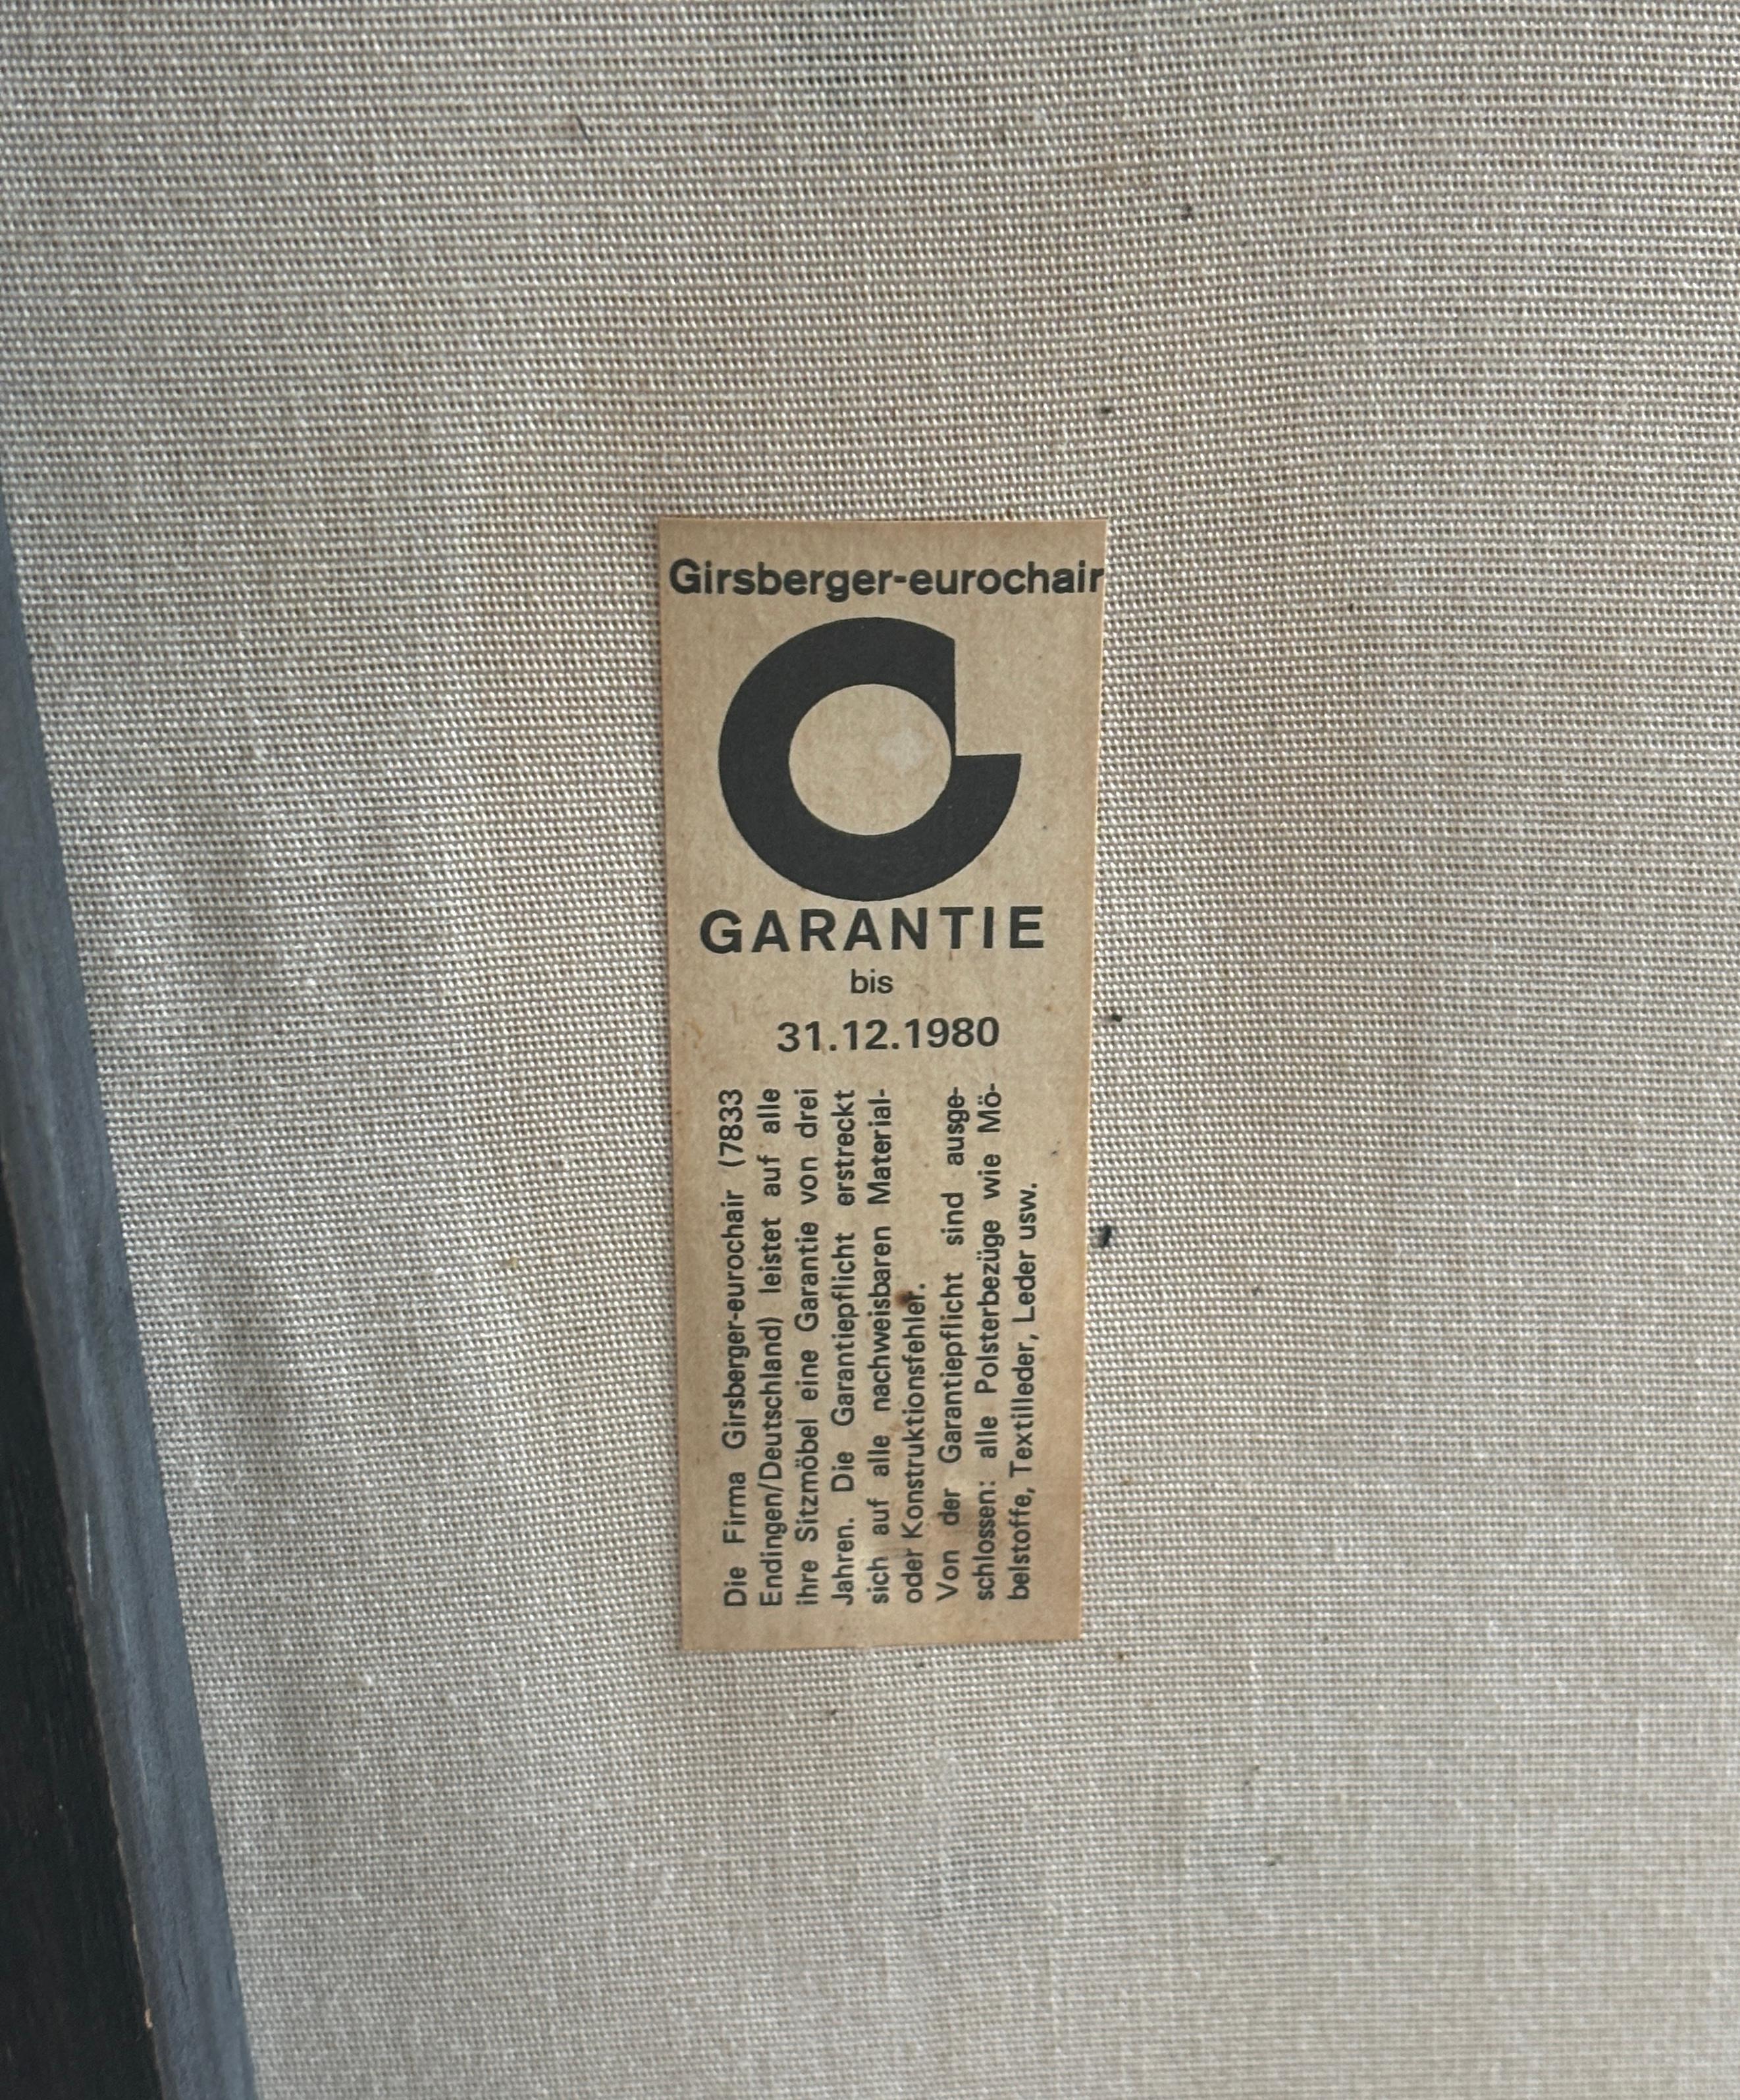 Girsberger-eurochair
GARANTIE
bis
31.12.1980
Die Firma Girsberger-eurochair (7833
Endingen/Deutschland) leistet auf alle
ihre Sitzmöbel eine Garantie von drei
Jahren. Die Garantiepflicht erstreckt
sich auf alle nachweisbaren Material-
oder Konstruktionsfehler.
Von der Garantiepflicht sind ausge-
schlossen: alle Polsterbezüge wie Mö-
belstoffe, Textilleder, Leder usw.